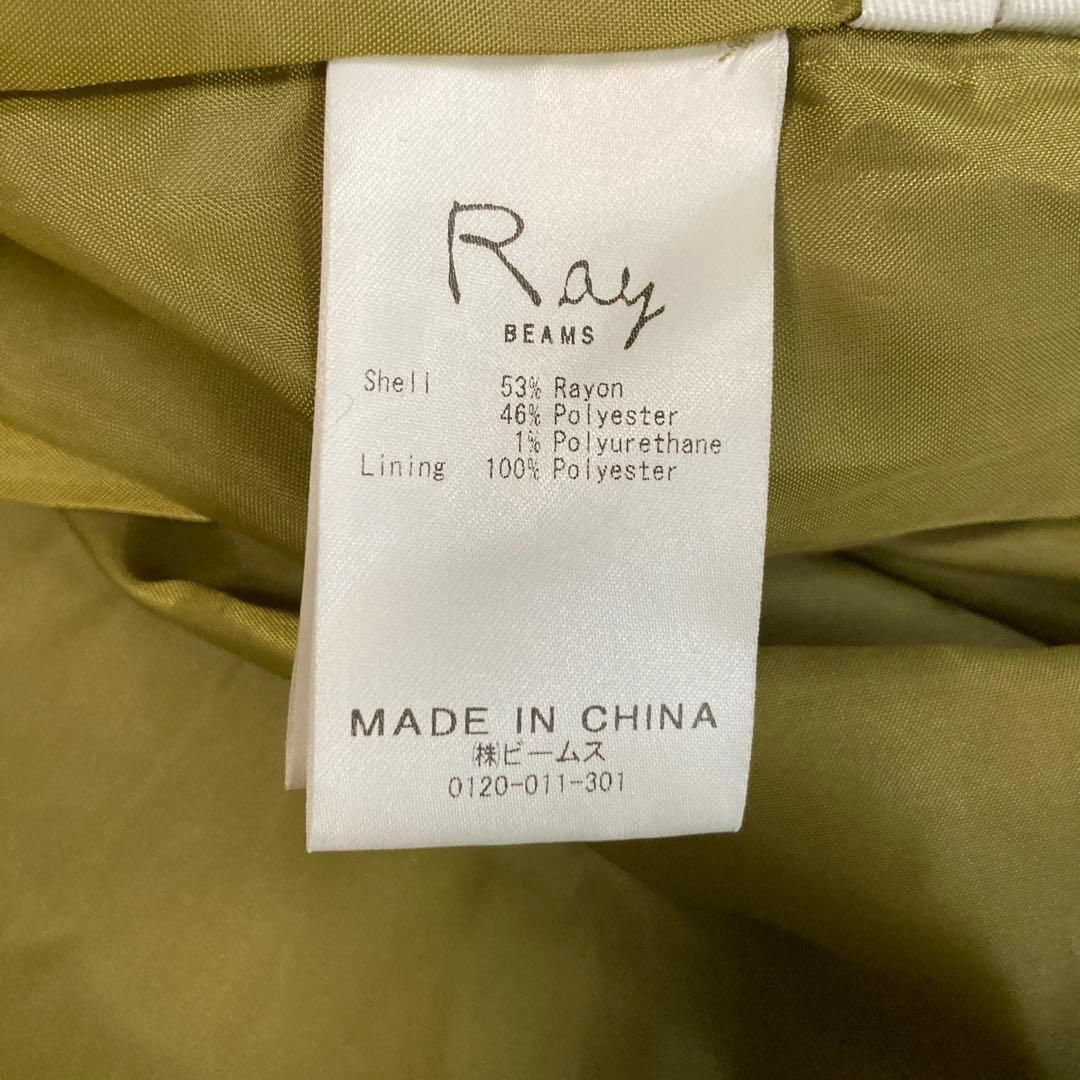 Ray
BEAMS
Shell 53% Rayon
46% Polyester
1% Polyurethane
Lining 100% Polyester
MADE IN CHINA
㈱ビームス
0120-011-301